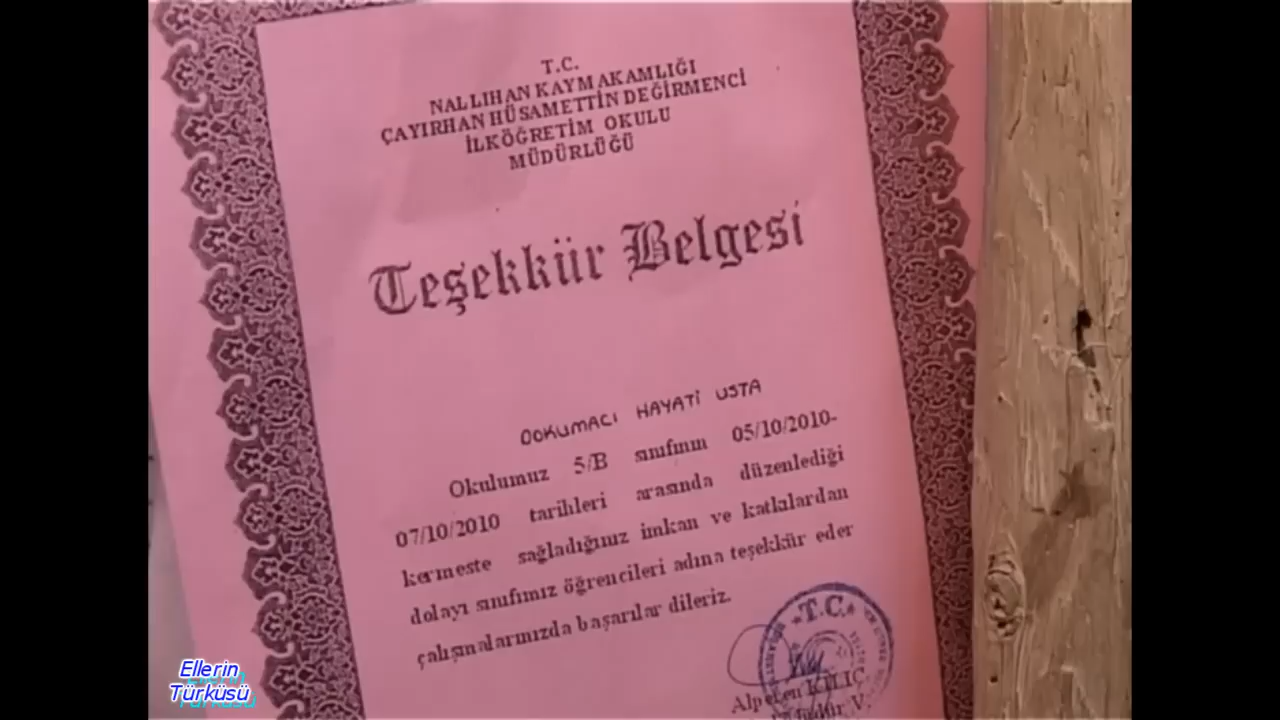 T.C.
NALLIHAN KAYMAKAMLIĞI
ÇAYIRHAN HÜSAMETTİN DEĞİRMENCİ
İLKÖĞRETİM OKULU
MÜDÜRLÜĞÜ
Teşekkür Belgesi
DOKUMACI HAYATİ USTA
Okulumuz 5/B sınıfının 05/10/2010-
07/10/2010 tarihleri arasında düzenlediği
kermeste sağladığınız imkan ve katkılardan
dolayı sınıfımız öğrencileri adına teşekkür eder
çalışmalarınızda başarılar dileriz.
T.C.
Alperen KILIÇ
V.
Ellerin
Türküsü